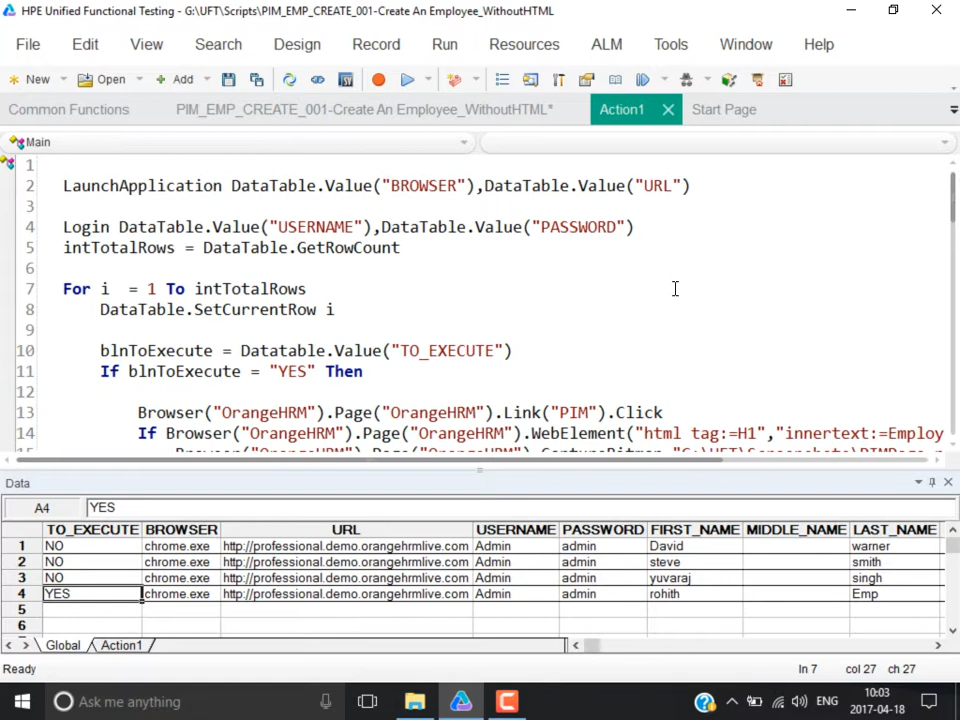 HPE Unified Functional Testing - G:\UFT\Scripts\PIM_EMP_CREATE_001-Create An Employee_WithoutHTML
File Edit View Search Design Record Run Resources ALM Tools Window Help
New Open Add
Common Functions PIM_EMP_CREATE_001-Create An Employee_WithoutHTML* Action1 Start Page
Main
1
2 LaunchApplication DataTable.Value("BROWSER"),DataTable.Value("URL")
3
4 Login DataTable.Value("USERNAME"),DataTable.Value("PASSWORD")
5 intTotalRows = DataTable.GetRowCount
6
7 For i = 1 To intTotalRows
8 DataTable.SetCurrentRow i
9
10 blnToExecute = Datatable.Value("TO_EXECUTE")
11 If blnToExecute = "YES" Then
12
13 Browser("OrangeHRM").Page("OrangeHRM").Link("PIM").Click
14 If Browser("OrangeHRM").Page("OrangeHRM").WebElement("html tag:=H1","innertext:=Employ
Data
A4 YES
TO_EXECUTE BROWSER URL USERNAME PASSWORD FIRST_NAME MIDDLE_NAME LAST_NAME
1 NO chrome.exe http://professional.demo.orangehrmlive.com Admin admin David warner
2 NO chrome.exe http://professional.demo.orangehrmlive.com Admin admin steve smith
3 NO chrome.exe http://professional.demo.orangehrmlive.com Admin admin yuvaraj singh
4 YES chrome.exe http://professional.demo.orangehrmlive.com Admin admin rohith Emp
5
6
Global Action1
Ready ln 7 col 27 ch 27
Ask me anything ENG 10:03
2017-04-18